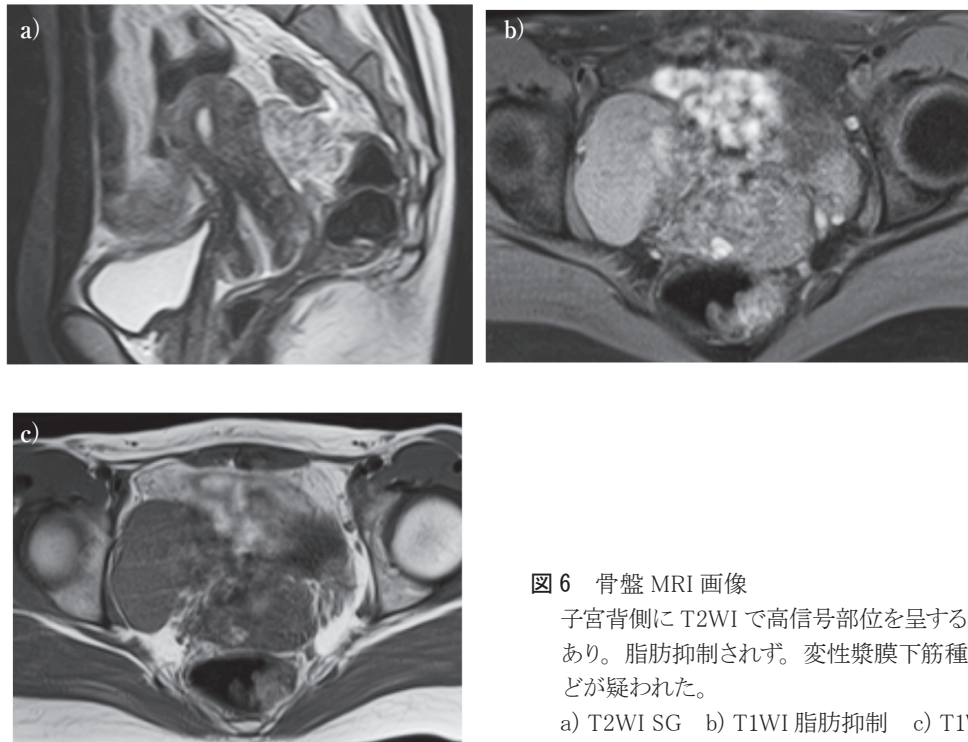 a)
b)
c)
図 6 骨盤 MRI 画像
子宮背側に T2WI で高信号部位を呈する
あり。脂肪抑制されず。変性漿膜下筋種
どが疑われた。
a) T2WI SG b) T1WI 脂肪抑制 c) T1